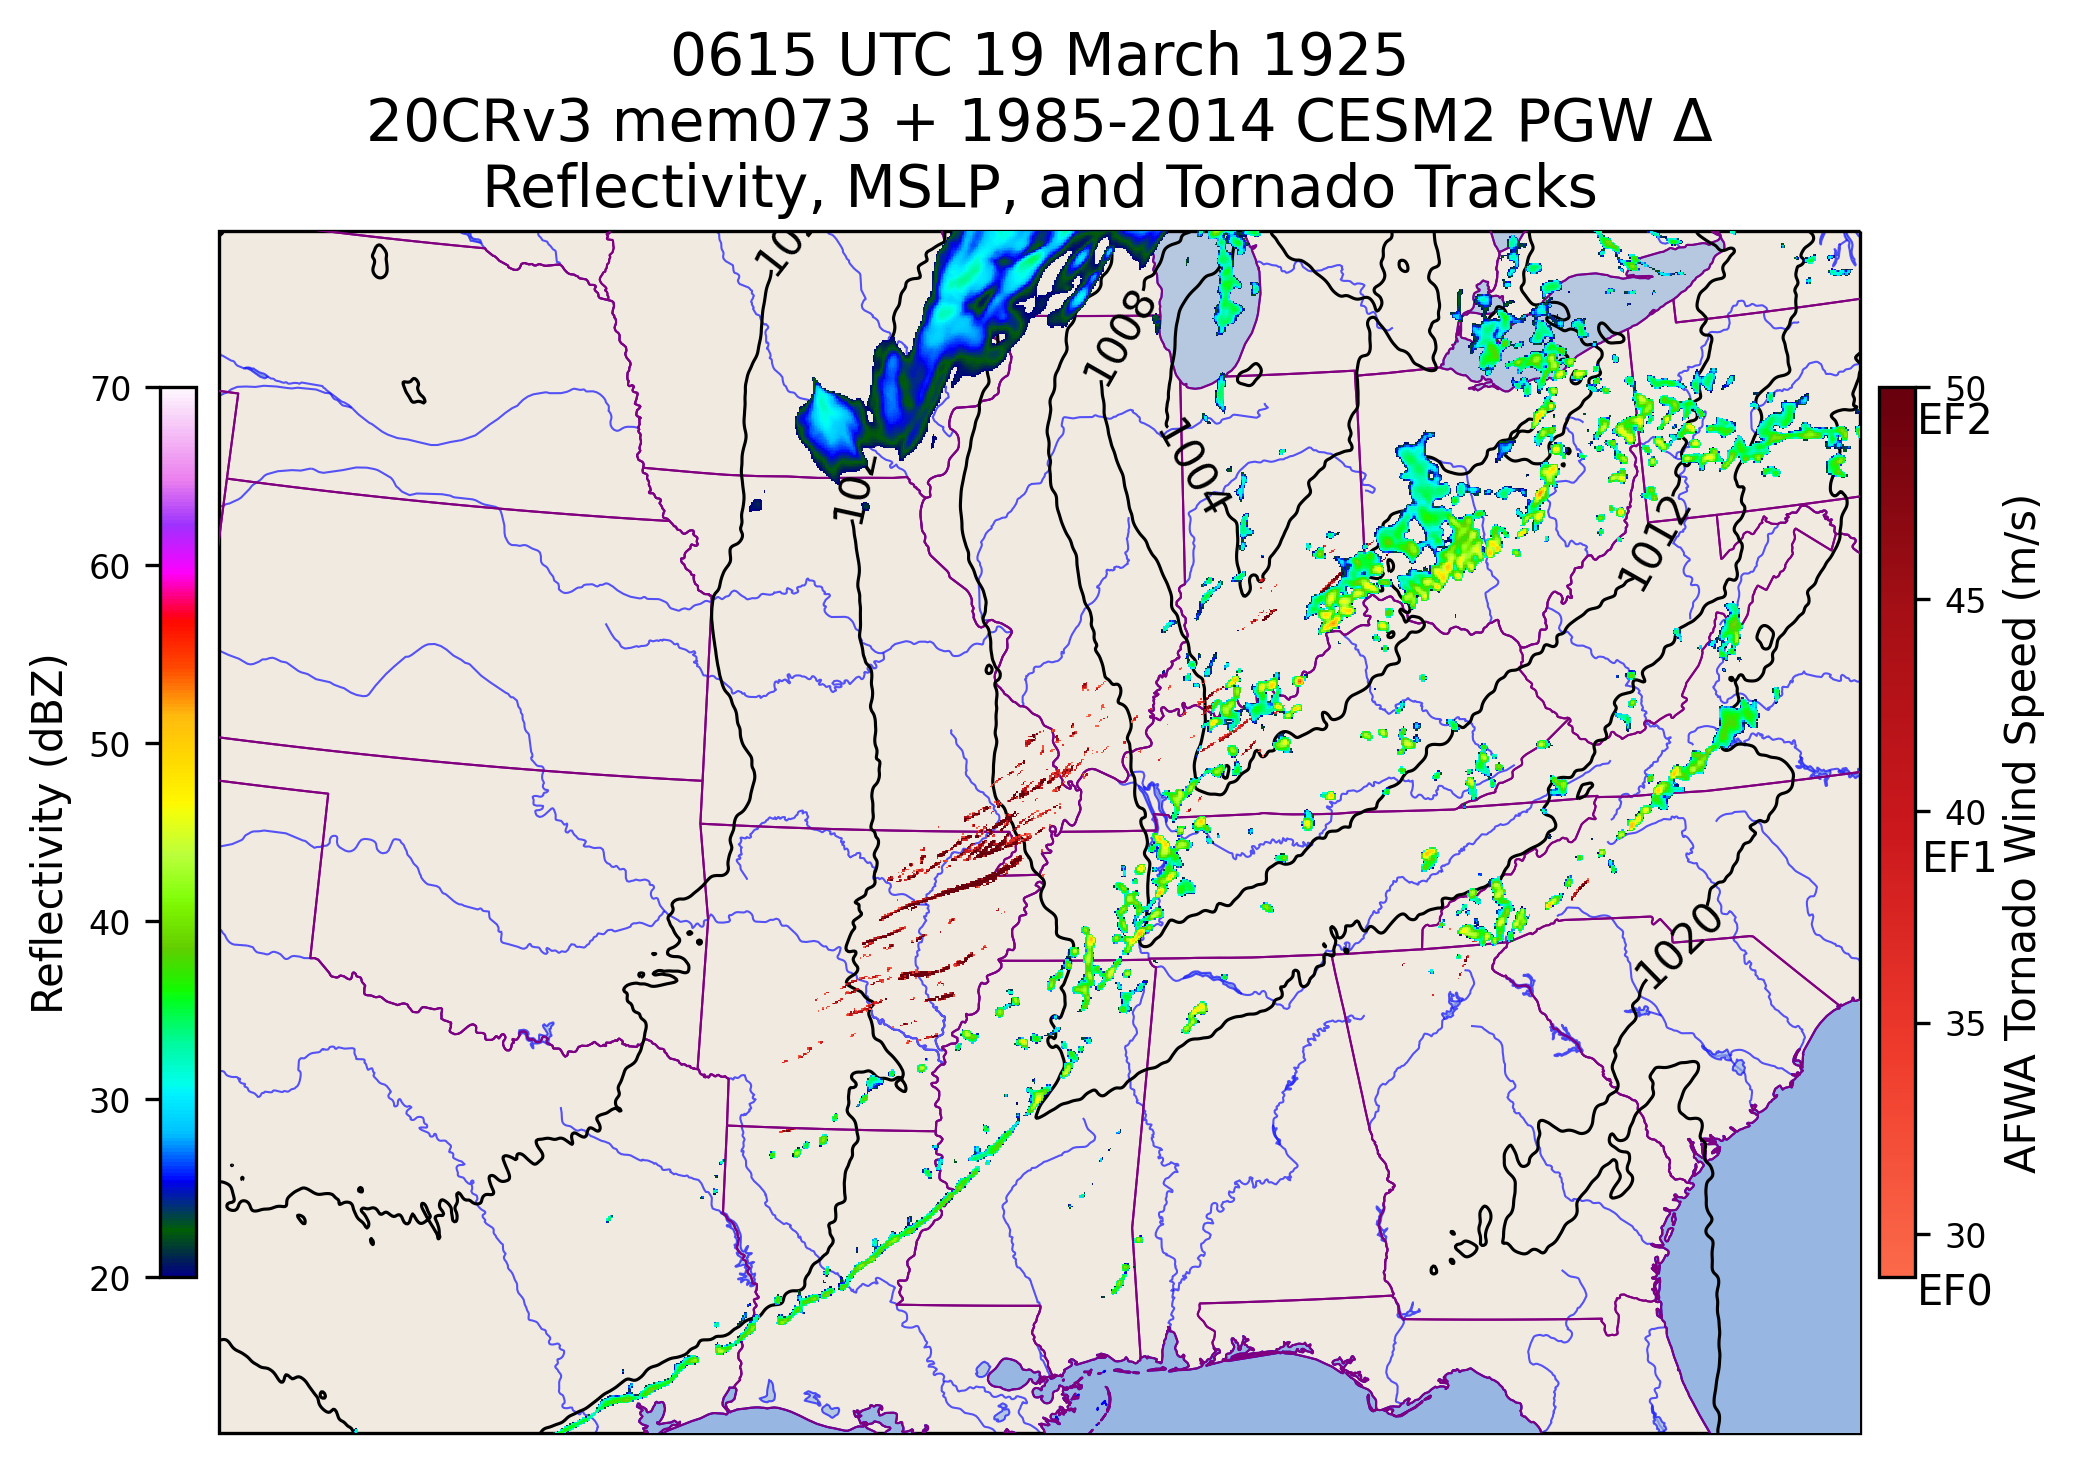 0615 UTC 19 March 1925
20CRv3 mem073 + 1985-2014 CESM2 PGW Δ
Reflectivity, MSLP, and Tornado Tracks
70
60
50
40
30
20
Reflectivity (dBZ)
1008
1004
1012
1012
1020
50
EF2
45
40
EF1
35
30
EF0
AFWA Tornado Wind Speed (m/s)